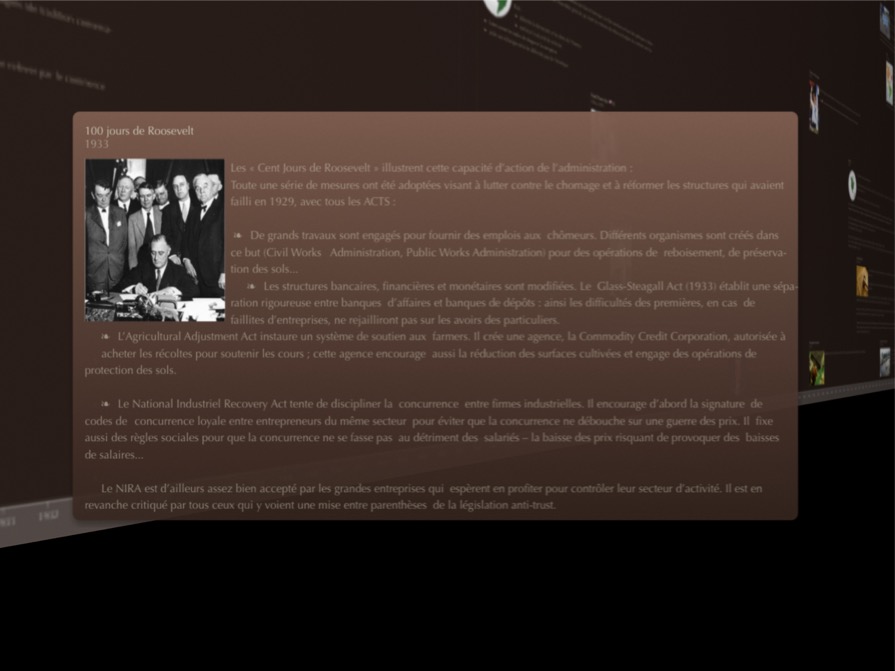 100 jours de Roosevelt
1933
Les « Cent Jours de Roosevelt » illustrent cette capacité d'action de l'administration :
Toute une série de mesures ont été adoptées visant à lutter contre le chomage et à réformer les structures qui avaient
failli en 1929, avec tous les ACTS :
❧ De grands travaux sont engagés pour fournir des emplois aux chômeurs. Différents organismes sont créés dans
ce but (Civil Works Administration, Public Works Administration) pour des opérations de reboisement, de préserva-
tion des sols...
❧ Les structures bancaires, financières et monétaires sont modifiées. Le Glass-Steagall Act (1933) établit une sépa-
ration rigoureuse entre banques d'affaires et banques de dépôts : ainsi les difficultés des premières, en cas de
faillites d'entreprises, ne rejailliront pas sur les avoirs des particuliers.
❧ L'Agricultural Adjustment Act instaure un système de soutien aux farmers. Il crée une agence, la Commodity Credit Corporation, autorisée à
acheter les récoltes pour soutenir les cours ; cette agence encourage aussi la réduction des surfaces cultivées et engage des opérations de
protection des sols.
❧ Le National Industriel Recovery Act tente de discipliner la concurrence entre firmes industrielles. Il encourage d'abord la signature de
codes de concurrence loyale entre entrepreneurs du même secteur pour éviter que la concurrence ne débouche sur une guerre des prix. Il fixe
aussi des règles sociales pour que la concurrence ne se fasse pas au détriment des salariés – la baisse des prix risquant de provoquer des baisses
de salaires...
Le NIRA est d'ailleurs assez bien accepté par les grandes entreprises qui espèrent en profiter pour contrôler leur secteur d'activité. Il est en
revanche critiqué par tous ceux qui y voient une mise entre parenthèses de la législation anti-trust.